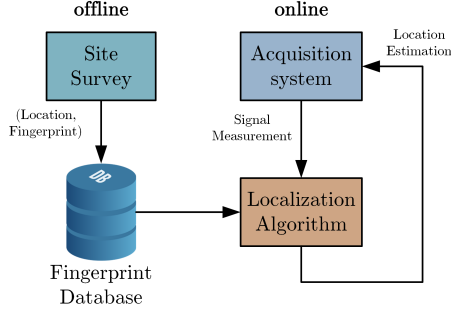 offline
online
Site
Survey
Acquisition
system
Location
Estimation
(Location,
Fingerprint)
Signal
Measurement
DB
Localization
Algorithm
Fingerprint
Database